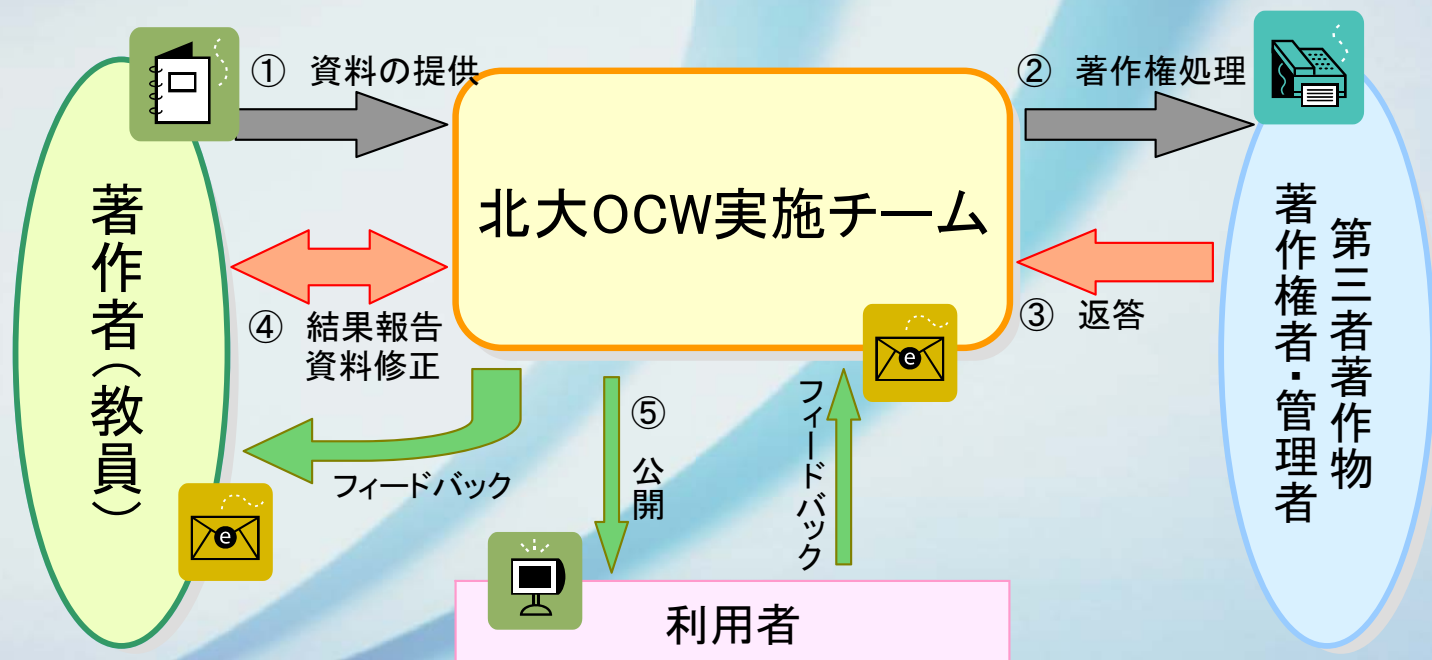 ① 資料の提供
② 著作権処理
北大OCW実施チーム
著作者(教員)
第三者著作物
著作権者・管理者
③ 返答
④ 結果報告
資料修正
フィードバック
⑤ 公開
フィードバック
利用者
e
e